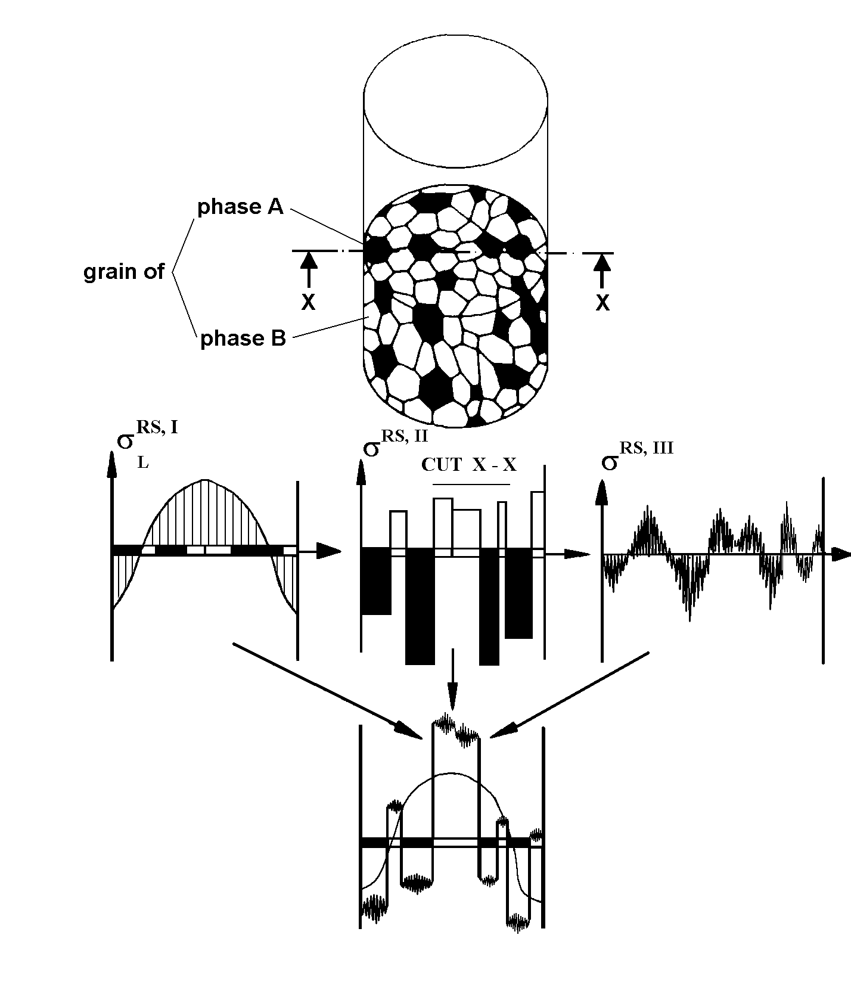 phase A
grain of
X X
phase B
σ RS, I
L
σ RS, II
CUT X - X
σ RS, III